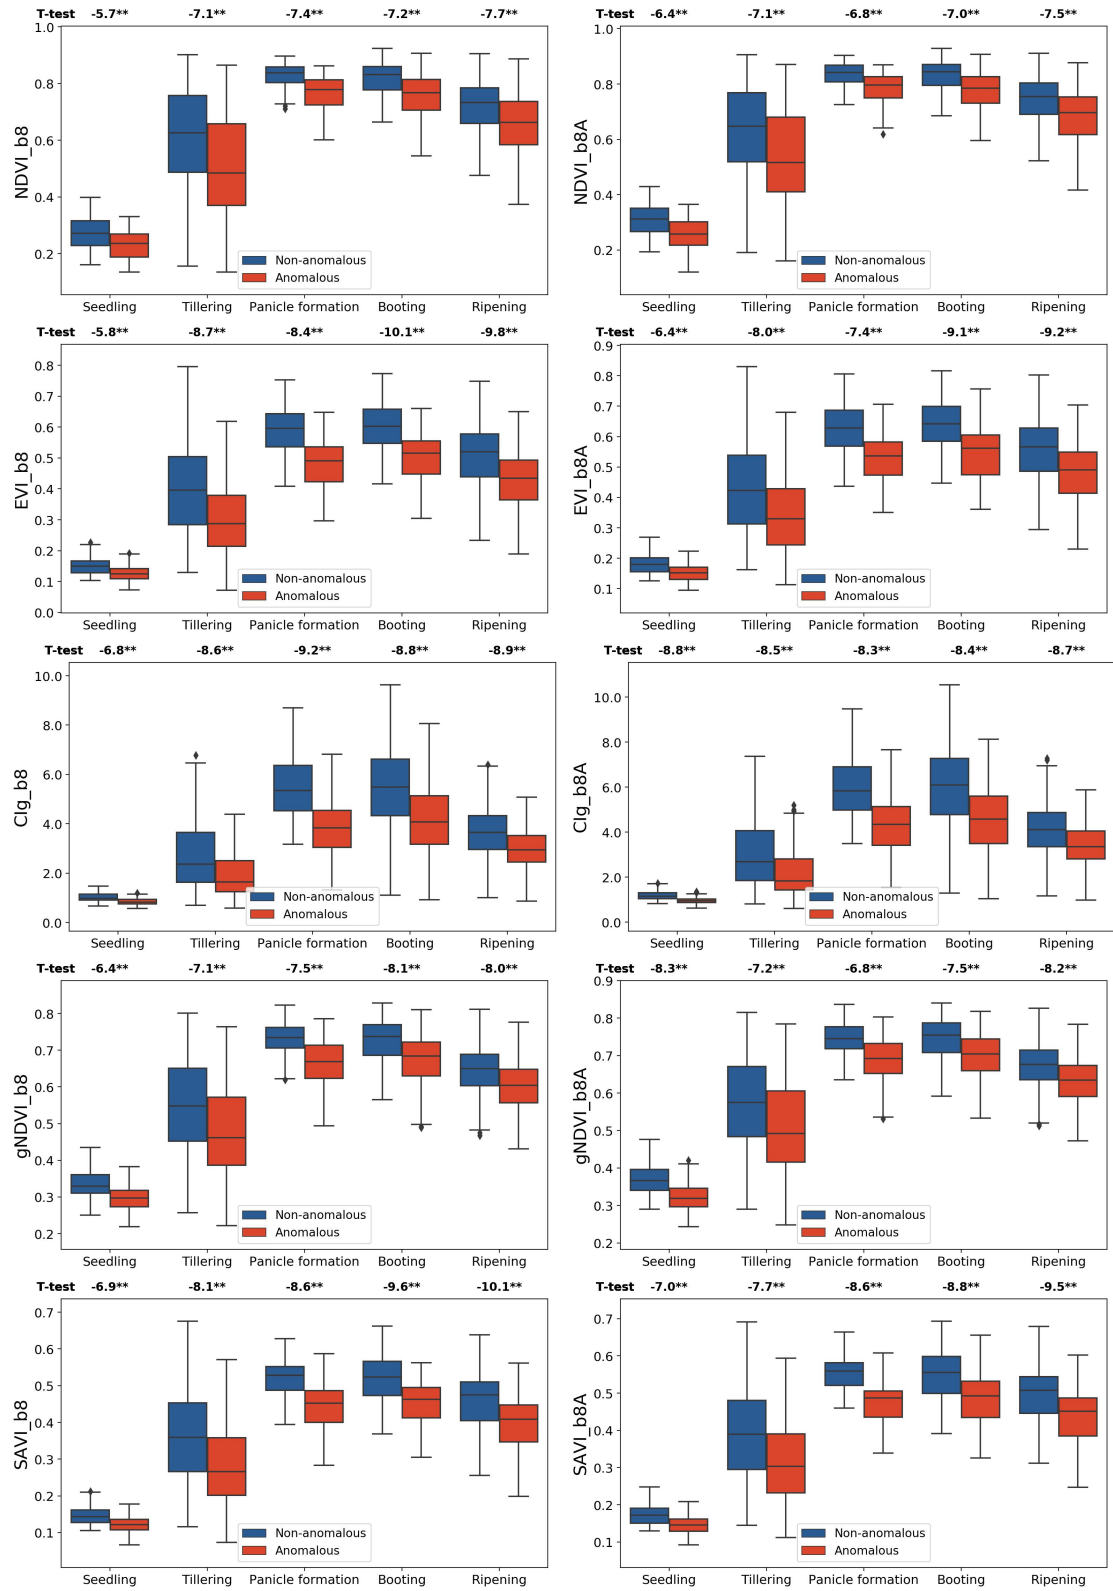 T-test -5.7** -7.1** -7.4** -7.2** -7.7**
1.0
0.8
0.6
0.4
0.2
NDVI_b8
Non-anomalous
Anomalous
Seedling Tillering Panicle formation Booting Ripening
T-test -6.4** -7.1** -6.8** -7.0** -7.5**
1.0
0.8
0.6
0.4
0.2
NDVI_b8A
Non-anomalous
Anomalous
Seedling Tillering Panicle formation Booting Ripening
T-test -5.8** -8.7** -8.4** -10.1** -9.8**
0.8
0.7
0.6
0.5
0.4
0.3
0.2
0.1
0.0
EVI_b8
Non-anomalous
Anomalous
Seedling Tillering Panicle formation Booting Ripening
T-test -6.4** -8.0** -7.4** -9.1** -9.2**
0.9
0.8
0.7
0.6
0.5
0.4
0.3
0.2
0.1
EVI_b8A
Non-anomalous
Anomalous
Seedling Tillering Panicle formation Booting Ripening
T-test -6.8** -8.6** -9.2** -8.8** -8.9**
10.0
8.0
6.0
4.0
2.0
0.0
CIg_b8
Non-anomalous
Anomalous
Seedling Tillering Panicle formation Booting Ripening
T-test -8.8** -8.5** -8.3** -8.4** -8.7**
10.0
8.0
6.0
4.0
2.0
0.0
CIg_b8A
Non-anomalous
Anomalous
Seedling Tillering Panicle formation Booting Ripening
T-test -6.4** -7.1** -7.5** -8.1** -8.0**
0.8
0.7
0.6
0.5
0.4
0.3
0.2
gNDVI_b8
Non-anomalous
Anomalous
Seedling Tillering Panicle formation Booting Ripening
T-test -8.3** -7.2** -6.8** -7.5** -8.2**
0.9
0.8
0.7
0.6
0.5
0.4
0.3
0.2
gNDVI_b8A
Non-anomalous
Anomalous
Seedling Tillering Panicle formation Booting Ripening
T-test -6.9** -8.1** -8.6** -9.6** -10.1**
0.7
0.6
0.5
0.4
0.3
0.2
0.1
SAVI_b8
Non-anomalous
Anomalous
Seedling Tillering Panicle formation Booting Ripening
T-test -7.0** -7.7** -8.6** -8.8** -9.5**
0.7
0.6
0.5
0.4
0.3
0.2
0.1
SAVI_b8A
Non-anomalous
Anomalous
Seedling Tillering Panicle formation Booting Ripening